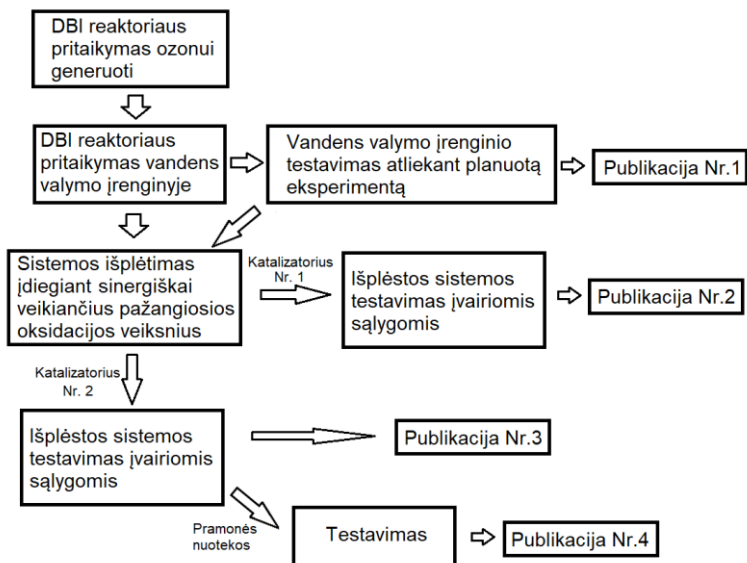 DBI reaktoriaus
pritaikymas ozonui
generuoti
DBI reaktoriaus
pritaikymas vandens
valymo įrenginyje
Vandens valymo įrenginio
testavimas atliekant planuotą
eksperimentą
Publikacija Nr.1
Sistemos išplėtimas
įdiegiant sinergiškai
veikiančius pažangiosios
oksidacijos veiksnius
Katalizatorius
Nr. 1
Išplėstos sistemos
testavimas įvairiomis
sąlygomis
Publikacija Nr.2
Katalizatorius
Nr. 2
Išplėstos sistemos
testavimas įvairiomis
sąlygomis
Publikacija Nr.3
Pramonės
nuotekos
Testavimas
Publikacija Nr.4